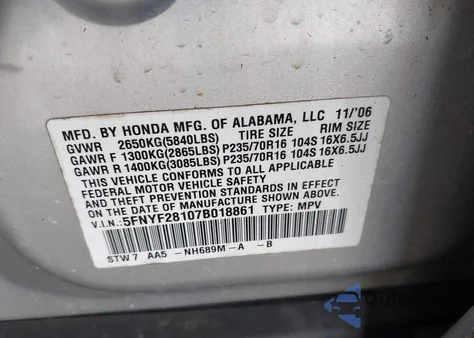 MFD. BY HONDA MFG. OF ALABAMA, LLC 11/'06
GVWR 2650KG(5840LBS) TIRE SIZE RIM SIZE
GAWR F 1300KG(2865LBS) P235/70R16 104S 16X6.5JJ
GAWR R 1400KG(3085LBS) P235/70R16 104S 16X6.5JJ
THIS VEHICLE CONFORMS TO ALL APPLICABLE
FEDERAL MOTOR VEHICLE SAFETY AND
THEFT PREVENTION STANDARDS IN EFFECT
ON THE DATE OF MANUFACTURE SHOWN ABOVE.
V.I.N.: 5FNYF28107B018861 TYPE: MPV
STW7 AA5 -NH689M-A -B